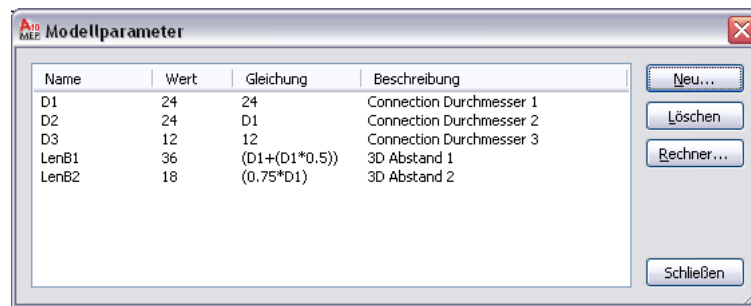 A10 MEP Modellparameter
Name Wert Gleichung Beschreibung
D1 24 24 Connection Durchmesser 1
D2 24 D1 Connection Durchmesser 2
D3 12 12 Connection Durchmesser 3
LenB1 36 (D1+(D1*0.5)) 3D Abstand 1
LenB2 18 (0.75*D1) 3D Abstand 2
Neu...
Löschen
Rechner...
Schließen